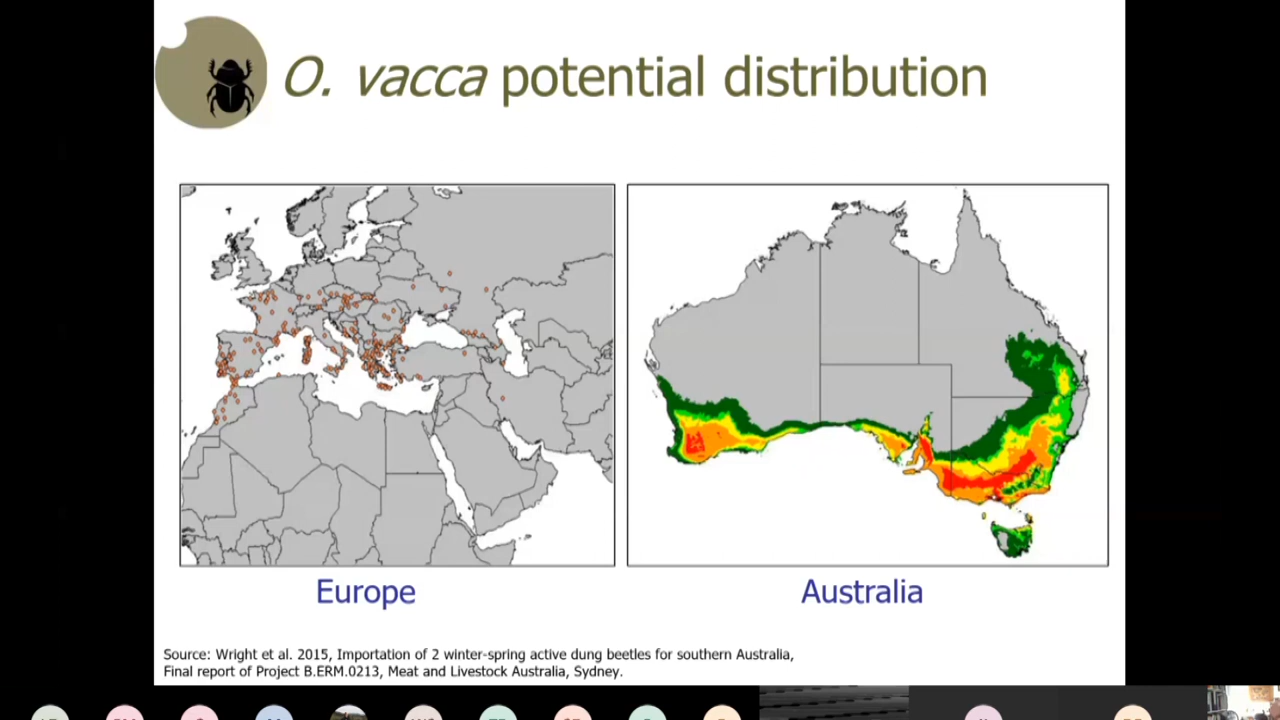 O. vacca potential distribution
Europe
Australia
Source: Wright et al. 2015, Importation of 2 winter-spring active dung beetles for southern Australia,
Final report of Project B.ERM.0213, Meat and Livestock Australia, Sydney.